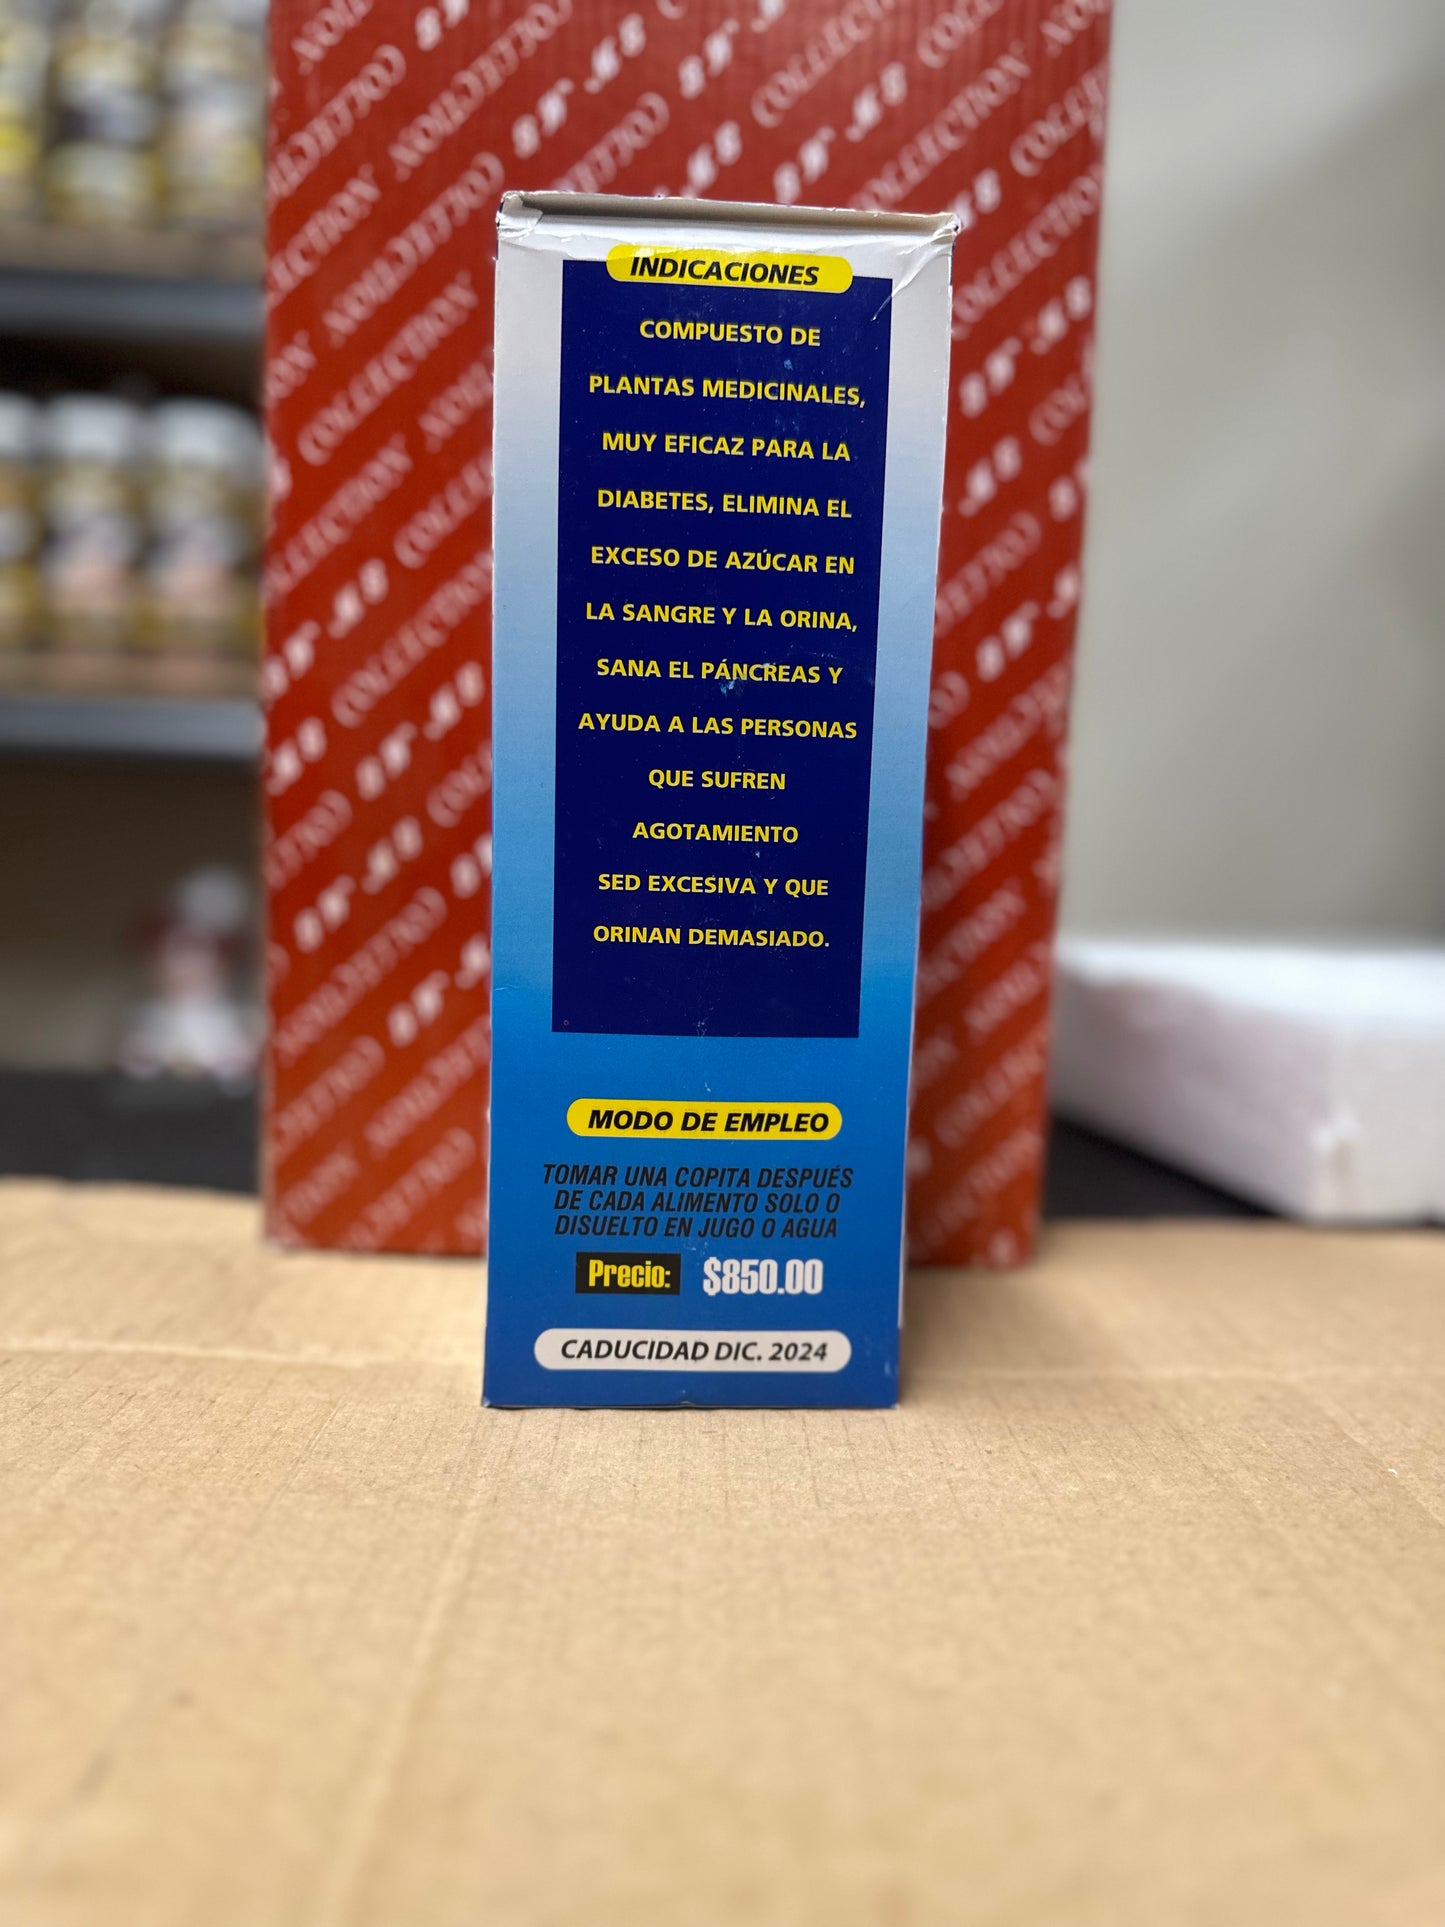 INDICACIONES
COMPUESTO DE
PLANTAS MEDICINALES,
MUY EFICAZ PARA LA
DIABETES, ELIMINA EL
EXCESO DE AZÚCAR EN
LA SANGRE Y LA ORINA,
SANA EL PÁNCREAS Y
AYUDA A LAS PERSONAS
QUE SUFREN
AGOTAMIENTO
SED EXCESIVA Y QUE
ORINAN DEMASIADO.
MODO DE EMPLEO
TOMAR UNA COPITA DESPUÉS
DE CADA ALIMENTO SOLO O
DISUELTO EN JUGO O AGUA
Precio: $850.00
CADUCIDAD DIC. 2024
COLLECTION